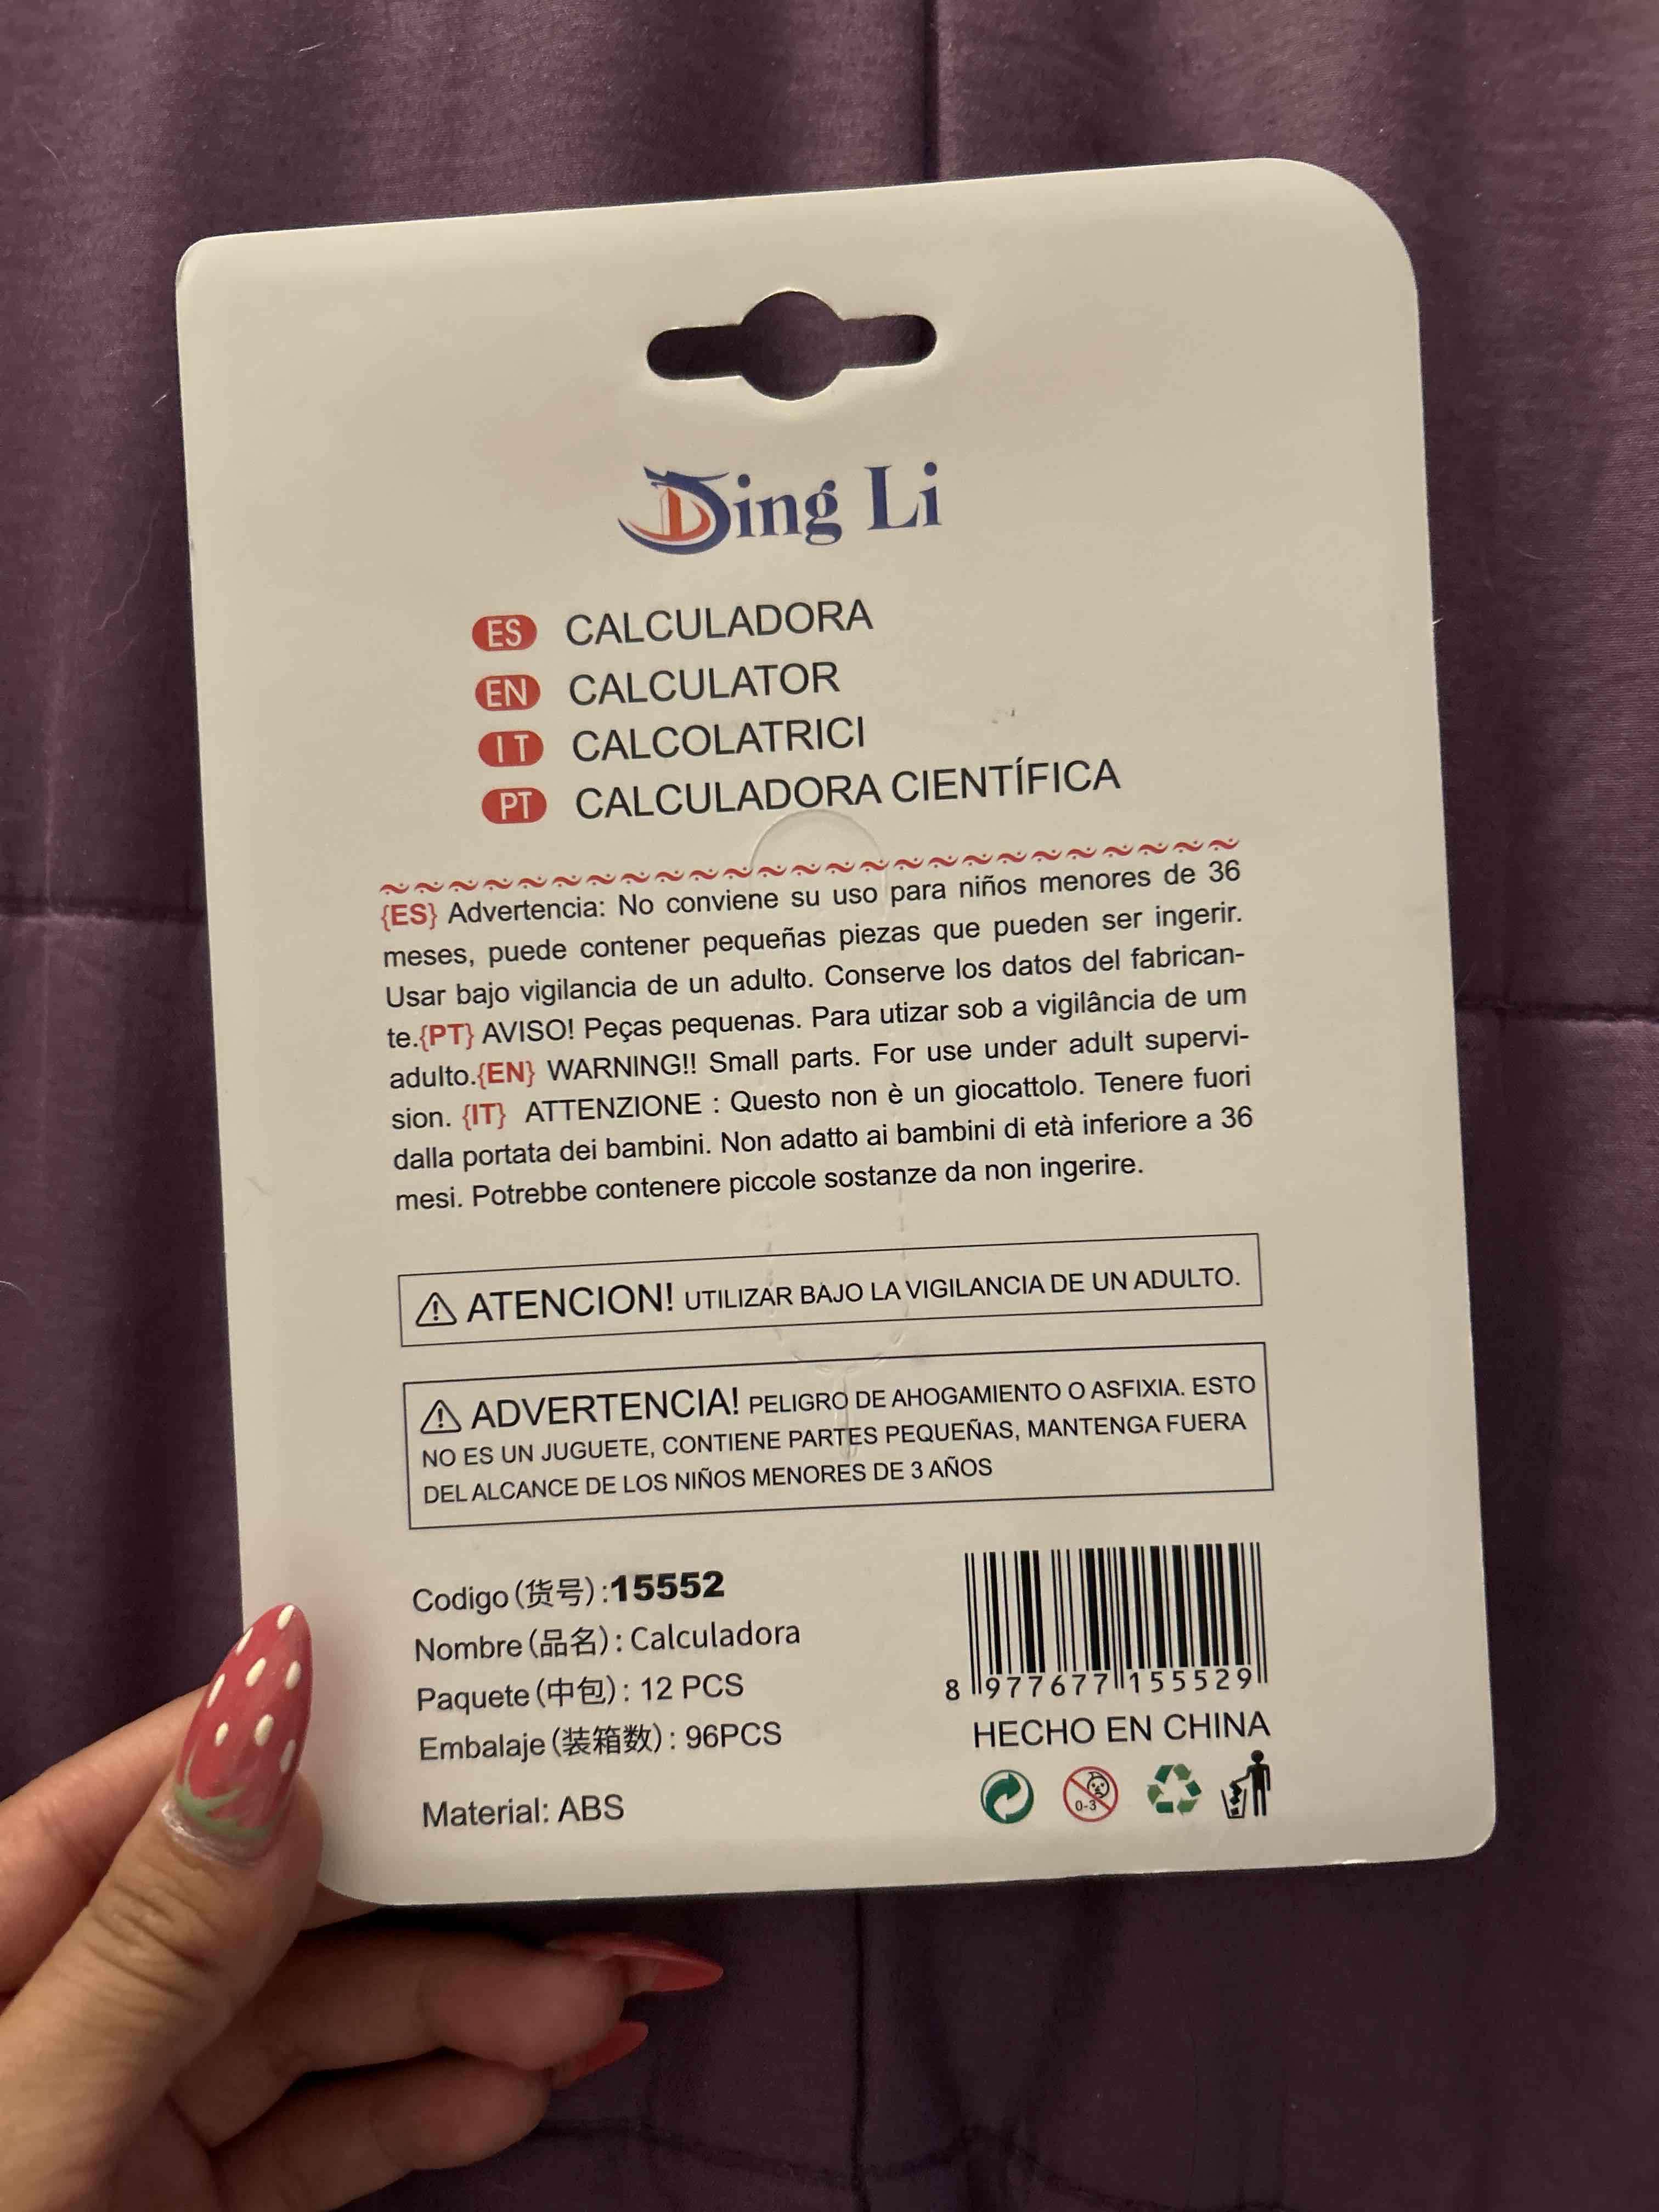 Ding Li
ES CALCULADORA
EN CALCULATOR
IT CALCOLATRICI
PT CALCULADORA CIENTÍFICA
{ES} Advertencia: No conviene su uso para niños menores de 36
meses, puede contener pequeñas piezas que pueden ser ingerir.
Usar bajo vigilancia de un adulto. Conserve los datos del fabrican-
te.{PT} AVISO! Peças pequenas. Para utizar sob a vigilância de um
adulto.{EN} WARNING!! Small parts. For use under adult supervi-
sion. {IT} ATTENZIONE : Questo non è un giocattolo. Tenere fuori
dalla portata dei bambini. Non adatto ai bambini di età inferiore a 36
mesi. Potrebbe contenere piccole sostanze da non ingerire.
ATENCION! UTILIZAR BAJO LA VIGILANCIA DE UN ADULTO.
ADVERTENCIA! PELIGRO DE AHOGAMIENTO O ASFIXIA. ESTO
NO ES UN JUGUETE, CONTIENE PARTES PEQUEÑAS, MANTENGA FUERA
DEL ALCANCE DE LOS NIÑOS MENORES DE 3 AÑOS
Codigo(货号):15552
Nombre(品名): Calculadora
Paquete(中包): 12 PCS
Embalaje(装箱数): 96PCS
Material: ABS
8 977677 155529
HECHO EN CHINA
0-3